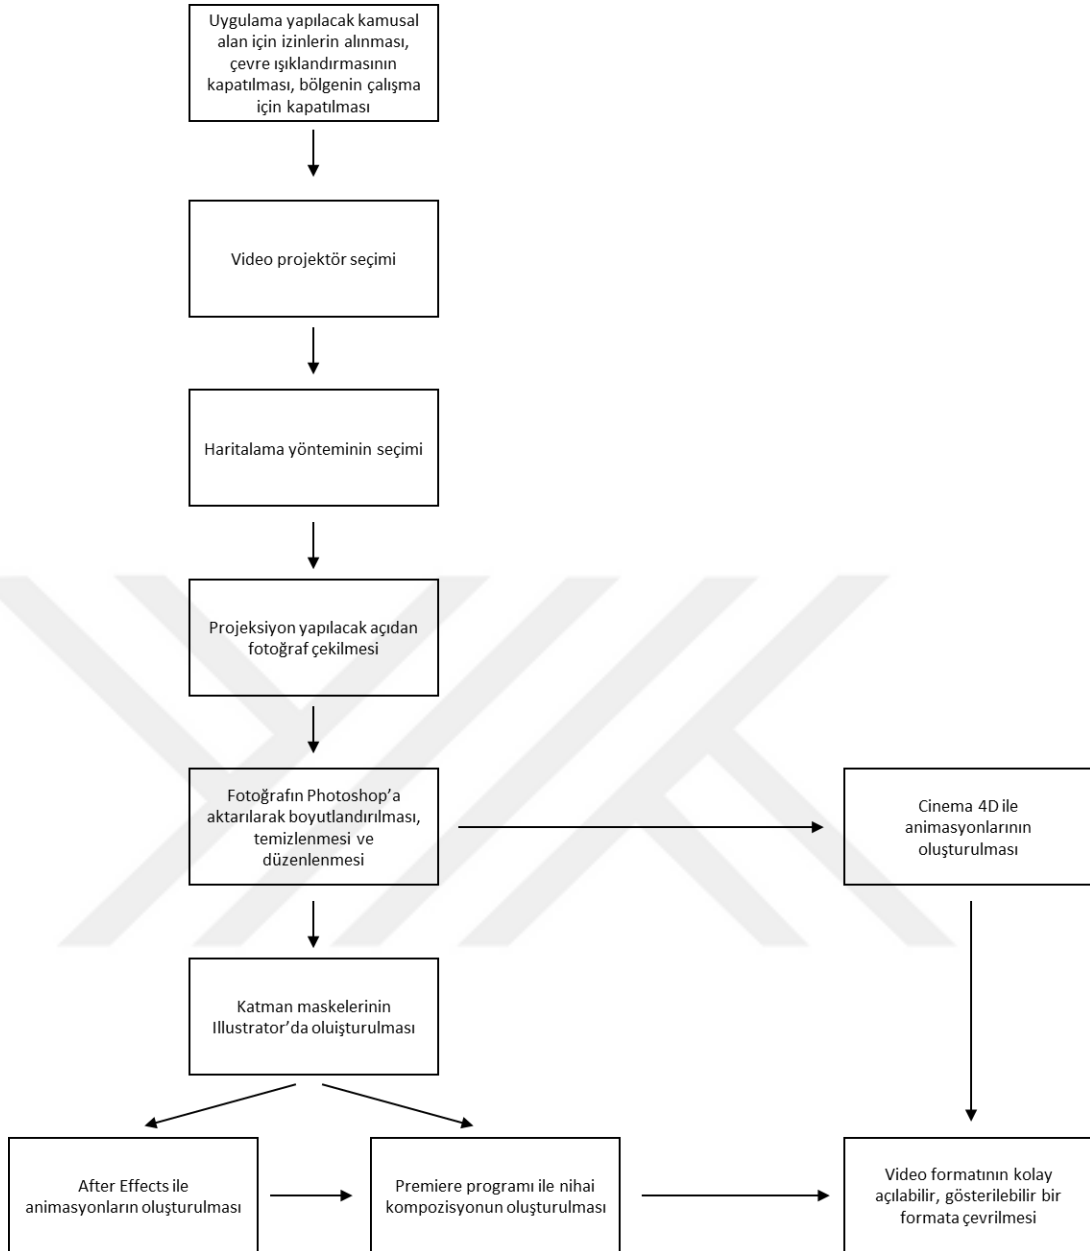 Uygulama yapılacak kamusal
alan için izinlerin alınması,
çevre ışıklandırmasının
kapatılması, bölgenin çalışma
için kapatılması
Video projektör seçimi
Haritalama yönteminin seçimi
Projeksiyon yapılacak açıdan
fotoğraf çekilmesi
Fotoğrafın Photoshop’a
aktarılarak boyutlandırılması,
temizlenmesi ve
düzenlenmesi
Cinema 4D ile
animasyonlarının
oluşturulması
Katman maskelerinin
Illustrator’da oluişturulması
After Effects ile
animasyonların oluşturulması
Premiere programı ile nihai
kompozisyonun oluşturulması
Video formatının kolay
açılabilir, gösterilebilir bir
formata çevrilmesi